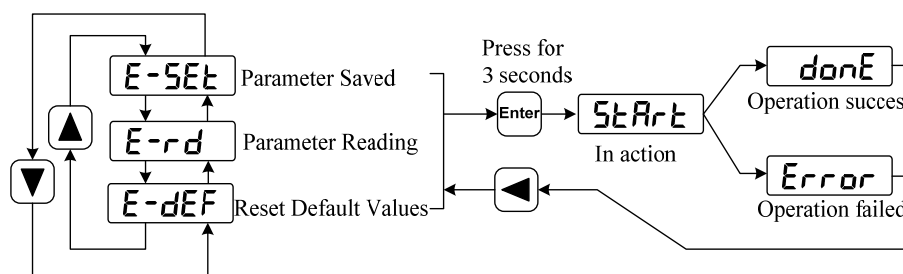 Press for
3 seconds
E-SEt
Parameter Saved
E-rd
Parameter Reading
E-dEF
Reset Default Values
Enter
StArt
In action
donE
Operation succes
Error
Operation failed